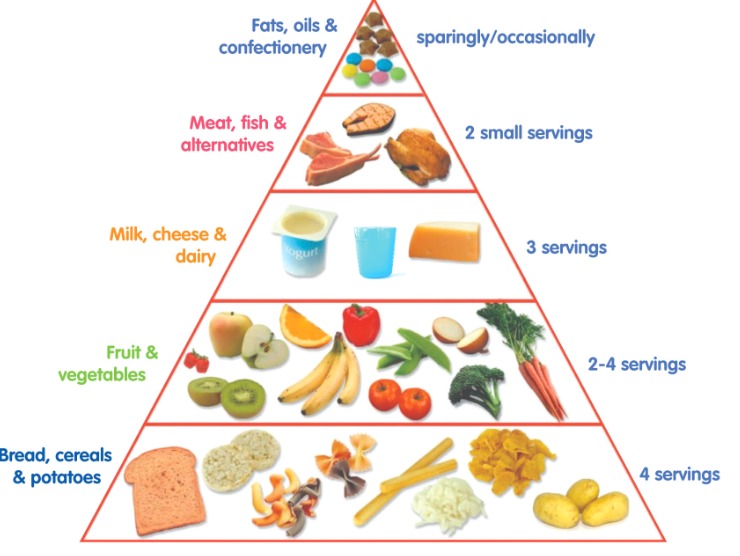 Fats, oils &
confectionery
sparingly/occasionally
Meat, fish &
alternatives
2 small servings
Milk, cheese &
dairy
yogurt
3 servings
Fruit &
vegetables
2-4 servings
Bread, cereals
& potatoes
4 servings